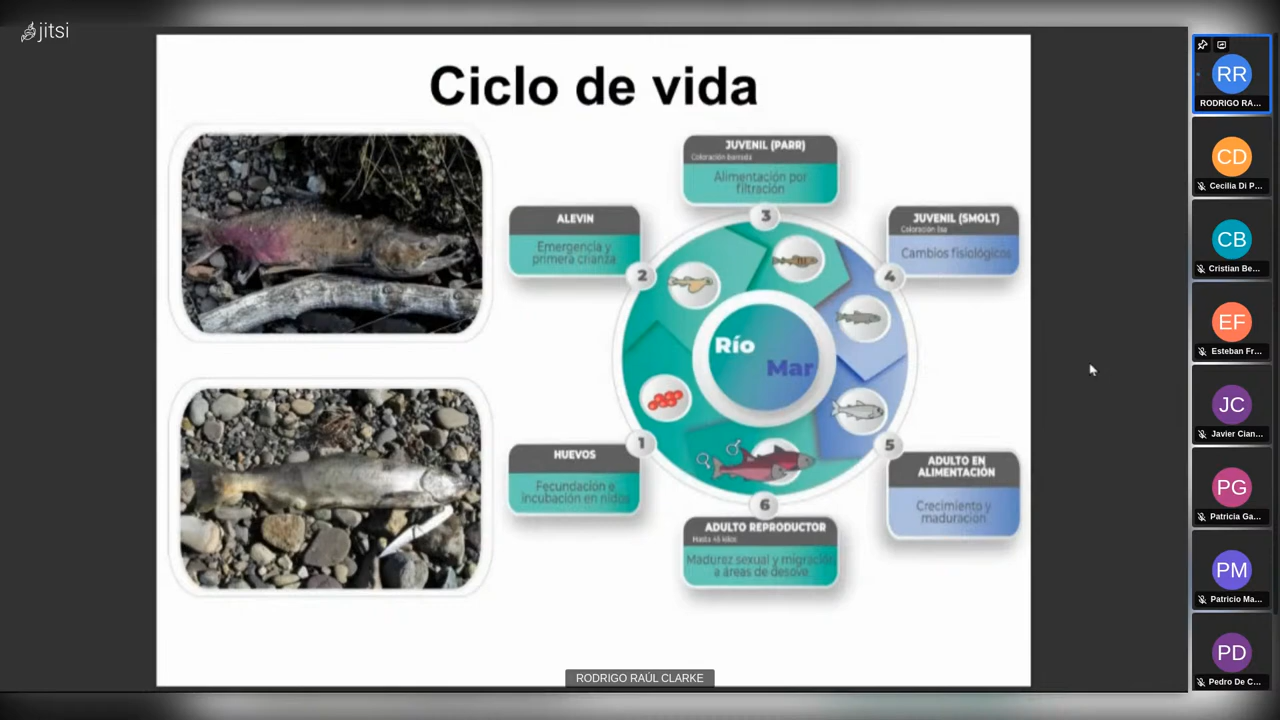 jitsi
Ciclo de vida
JUVENIL (PARR)
Coloración barrada
Alimentación por
filtración
3
ALEVIN
Emergencia y
primera crianza
2
JUVENIL (SMOLT)
Coloración lisa
Cambios fisiológicos
4
Río
Mar
1
HUEVOS
Fecundación e
incubación en nidos
5
ADULTO EN
ALIMENTACIÓN
Crecimiento y
maduración
6
ADULTO REPRODUCTOR
Hasta 45 kilos
Madurez sexual y migración
a áreas de desove
RODRIGO RAÚL CLARKE
RR
RODRIGO RA...
CD
Cecilia Di P...
CB
Cristian Be...
EF
Esteban Fr...
JC
Javier Cian...
PG
Patricia Ga...
PM
Patricio Ma...
PD
Pedro De C...